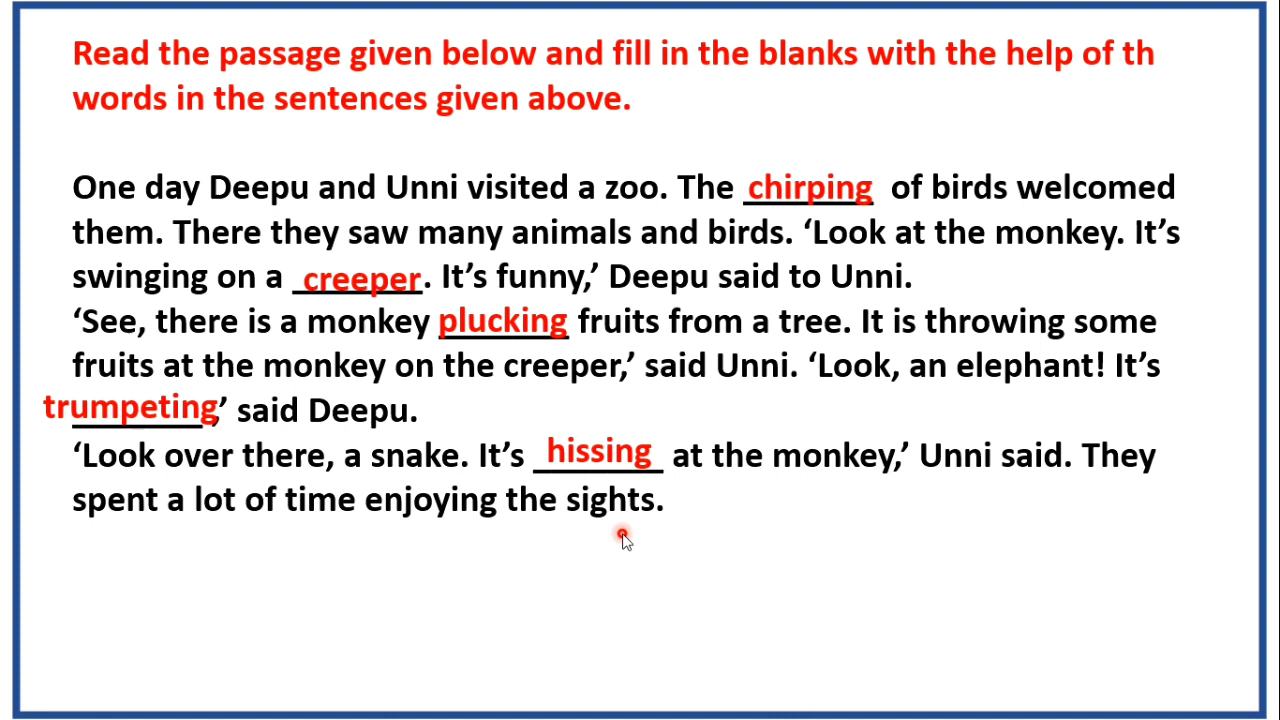 Read the passage given below and fill in the blanks with the help of th
words in the sentences given above.
One day Deepu and Unni visited a zoo. The chirping of birds welcomed
them. There they saw many animals and birds. ‘Look at the monkey. It’s
swinging on a creeper. It’s funny,’ Deepu said to Unni.
‘See, there is a monkey plucking fruits from a tree. It is throwing some
fruits at the monkey on the creeper,’ said Unni. ‘Look, an elephant! It’s
trumpeting,’ said Deepu.
‘Look over there, a snake. It’s hissing at the monkey,’ Unni said. They
spent a lot of time enjoying the sights.